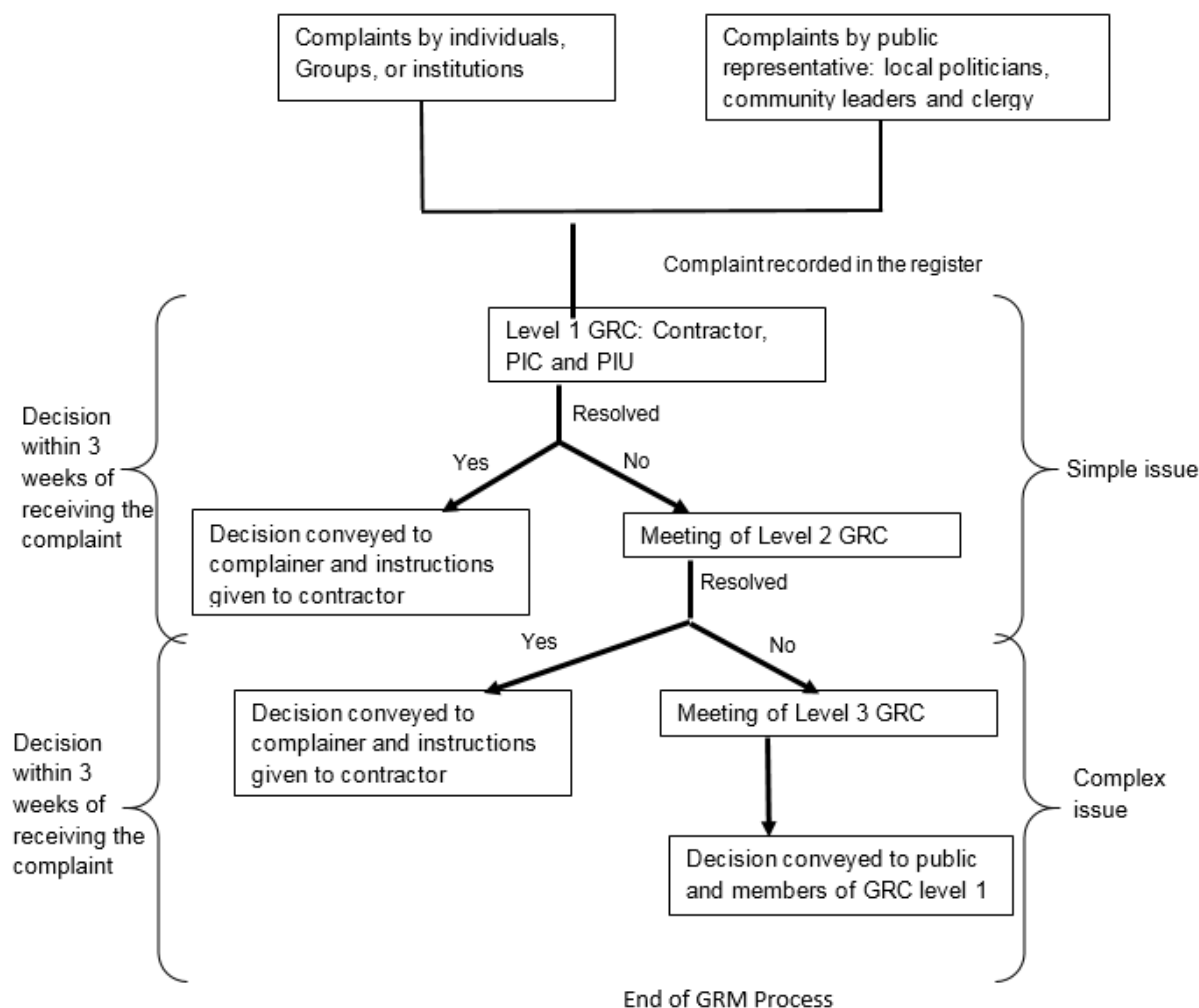 Complaints by individuals,
Groups, or institutions
Complaints by public
representative: local politicians,
community leaders and clergy
Complaint recorded in the register
Level 1 GRC: Contractor,
PIC and PIU
Decision
within 3
weeks of
receiving the
complaint
Resolved
Yes
No
Simple issue
Decision conveyed to
complainer and instructions
given to contractor
Meeting of Level 2 GRC
Resolved
Yes
No
Decision
within 3
weeks of
receiving the
complaint
Decision conveyed to
complainer and instructions
given to contractor
Meeting of Level 3 GRC
Complex
issue
Decision conveyed to public
and members of GRC level 1
End of GRM Process